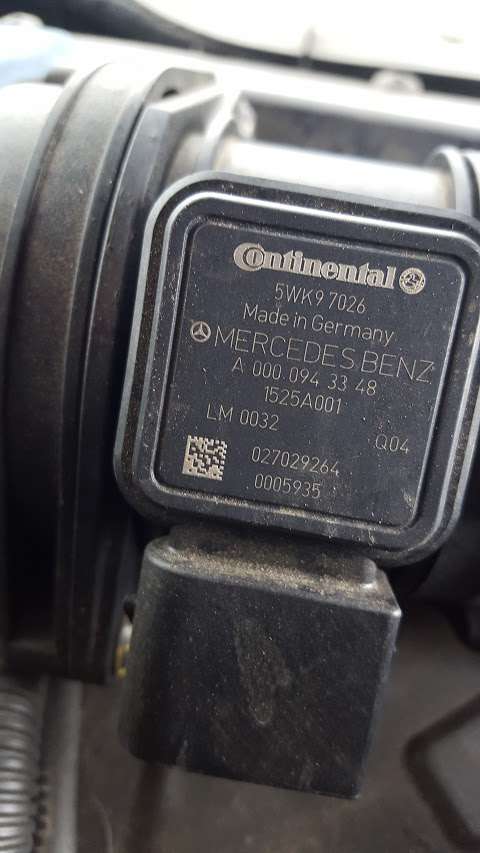 Continental
5WK9 7026
Made in Germany
MERCEDES BENZ
A 000 094 33 48
1525A001
LM 0032 Q04
027029264
0005935